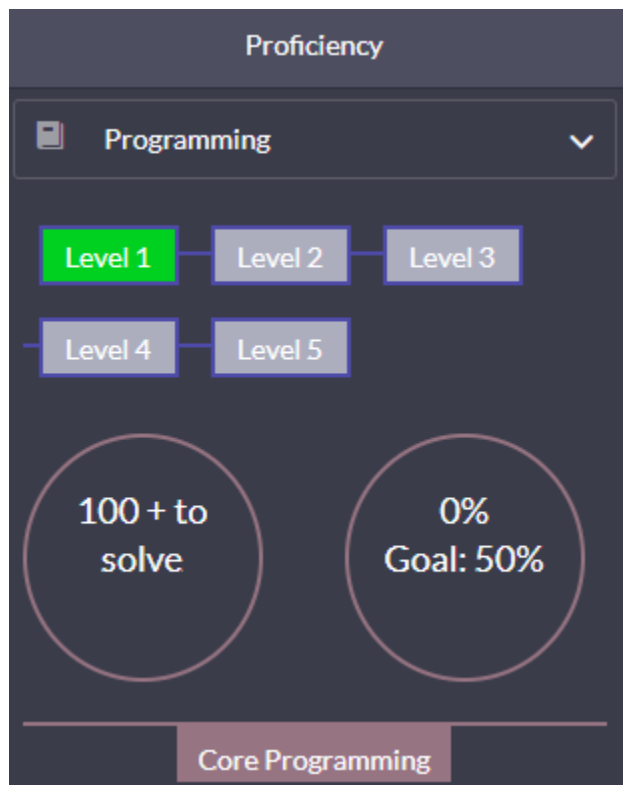 Proficiency
Programming
Level 1 Level 2 Level 3
Level 4 Level 5
100 + to
solve
0%
Goal: 50%
Core Programming